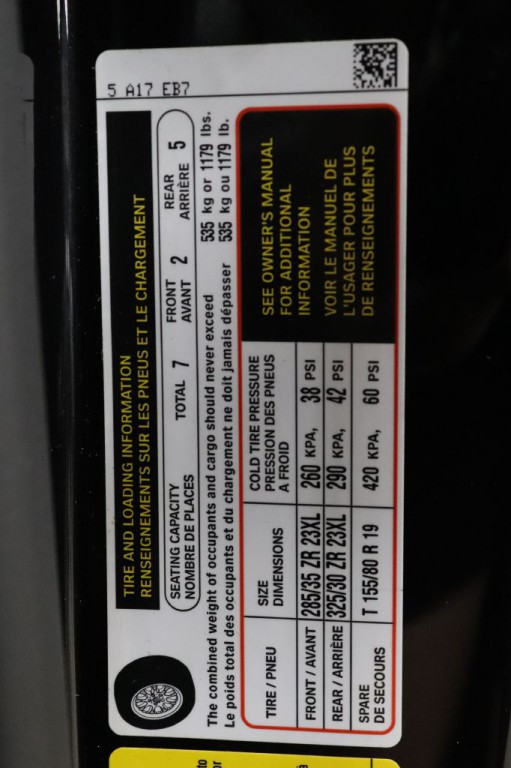 5 A17 EB7
TIRE AND LOADING INFORMATION
RENSEIGNEMENTS SUR LES PNEUS ET LE CHARGEMENT
SEATING CAPACITY
NOMBRE DE PLACES
TOTAL 7
FRONT
AVANT 2
REAR
ARRIÈRE 5
The combined weight of occupants and cargo should never exceed 535 kg or 1179 lbs.
Le poids total des occupants et du chargement ne doit jamais dépasser 535 kg ou 1179 lb.
TIRE / PNEU
SIZE
DIMENSIONS
COLD TIRE PRESSURE
PRESSION DES PNEUS
A FROID
FRONT / AVANT 285/35 ZR 23XL 260 KPA, 38 PSI
REAR / ARRIÈRE 325/30 ZR 23XL 290 KPA, 42 PSI
SPARE
DE SECOURS
T 155/80 R 19 420 KPA, 60 PSI
SEE OWNER'S MANUAL
FOR ADDITIONAL
INFORMATION
VOIR LE MANUEL DE
L'USAGER POUR PLUS
DE RENSEIGNEMENTS